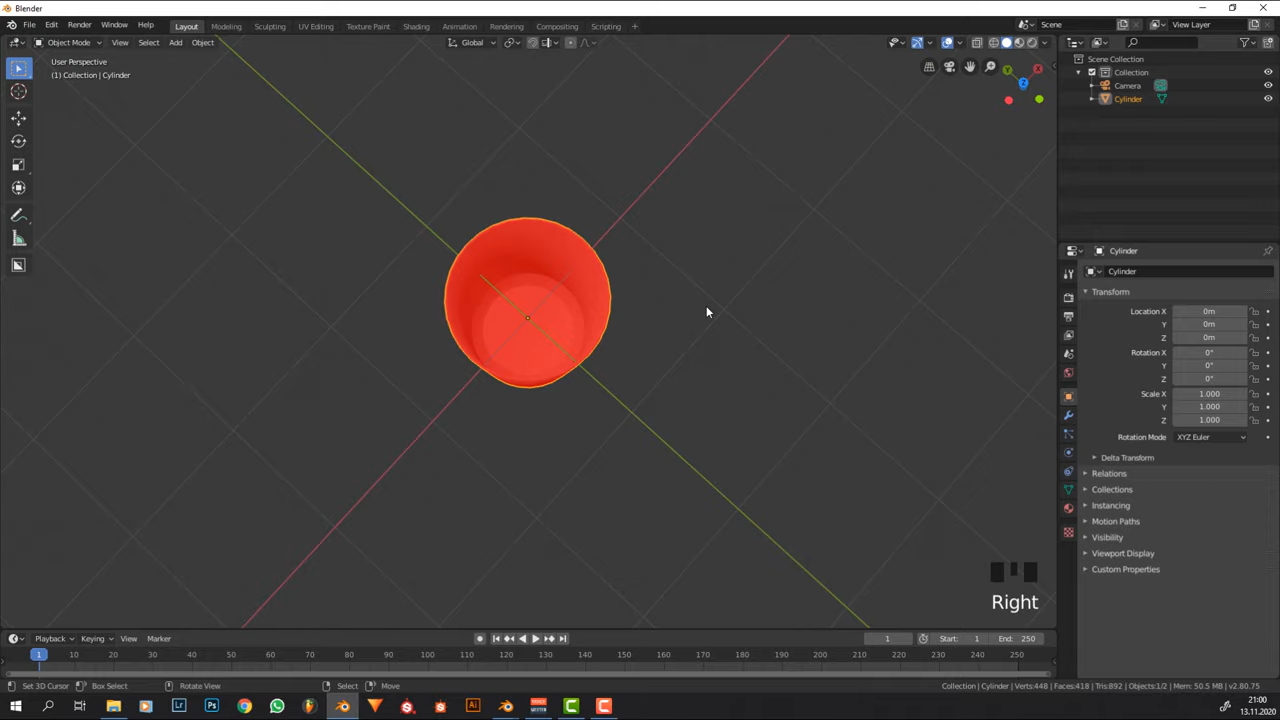 Blender
File Edit Render Window Help Layout Modeling Sculpting UV Editing Texture Paint Shading Animation Rendering Compositing Scripting + Scene View Layer
Object Mode View Select Add Object Global
User Perspective
(1) Collection | Cylinder
Y X Z
Scene Collection
Collection
Camera
Cylinder
Cylinder
Cylinder
Transform
Location X 0m
Y 0m
Z 0m
Rotation X 0°
Y 0°
Z 0°
Scale X 1.000
Y 1.000
Z 1.000
Rotation Mode XYZ Euler
Delta Transform
Relations
Collections
Instancing
Motion Paths
Visibility
Viewport Display
Custom Properties
Right
Playback Keying View Marker 1 Start: 1 End: 250
1 10 20 30 40 50 60 70 80 90 100 110 120 130 140 150 160 170 180 190 200 210 220 230 240 250
Set 3D Cursor Box Select Rotate View Select Move Collection | Cylinder | Verts:448 | Faces:418 | Tris:892 | Objects:1/2 | Mem: 50.5 MB | v2.80.75
Lr Ps Ai C C
21:00
13.11.2020